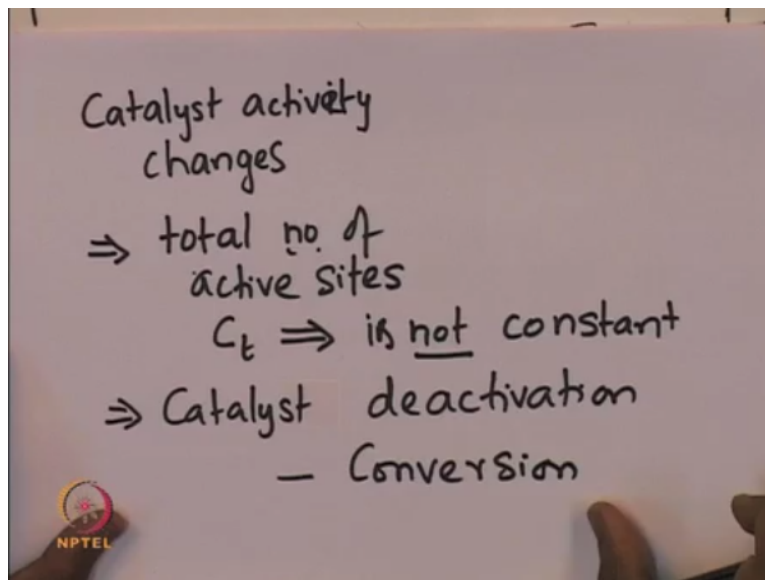 Catalyst activity
changes
⇒ total no. of
active sites
Ct ⇒ is not constant
⇒ Catalyst deactivation
– Conversion
NPTEL